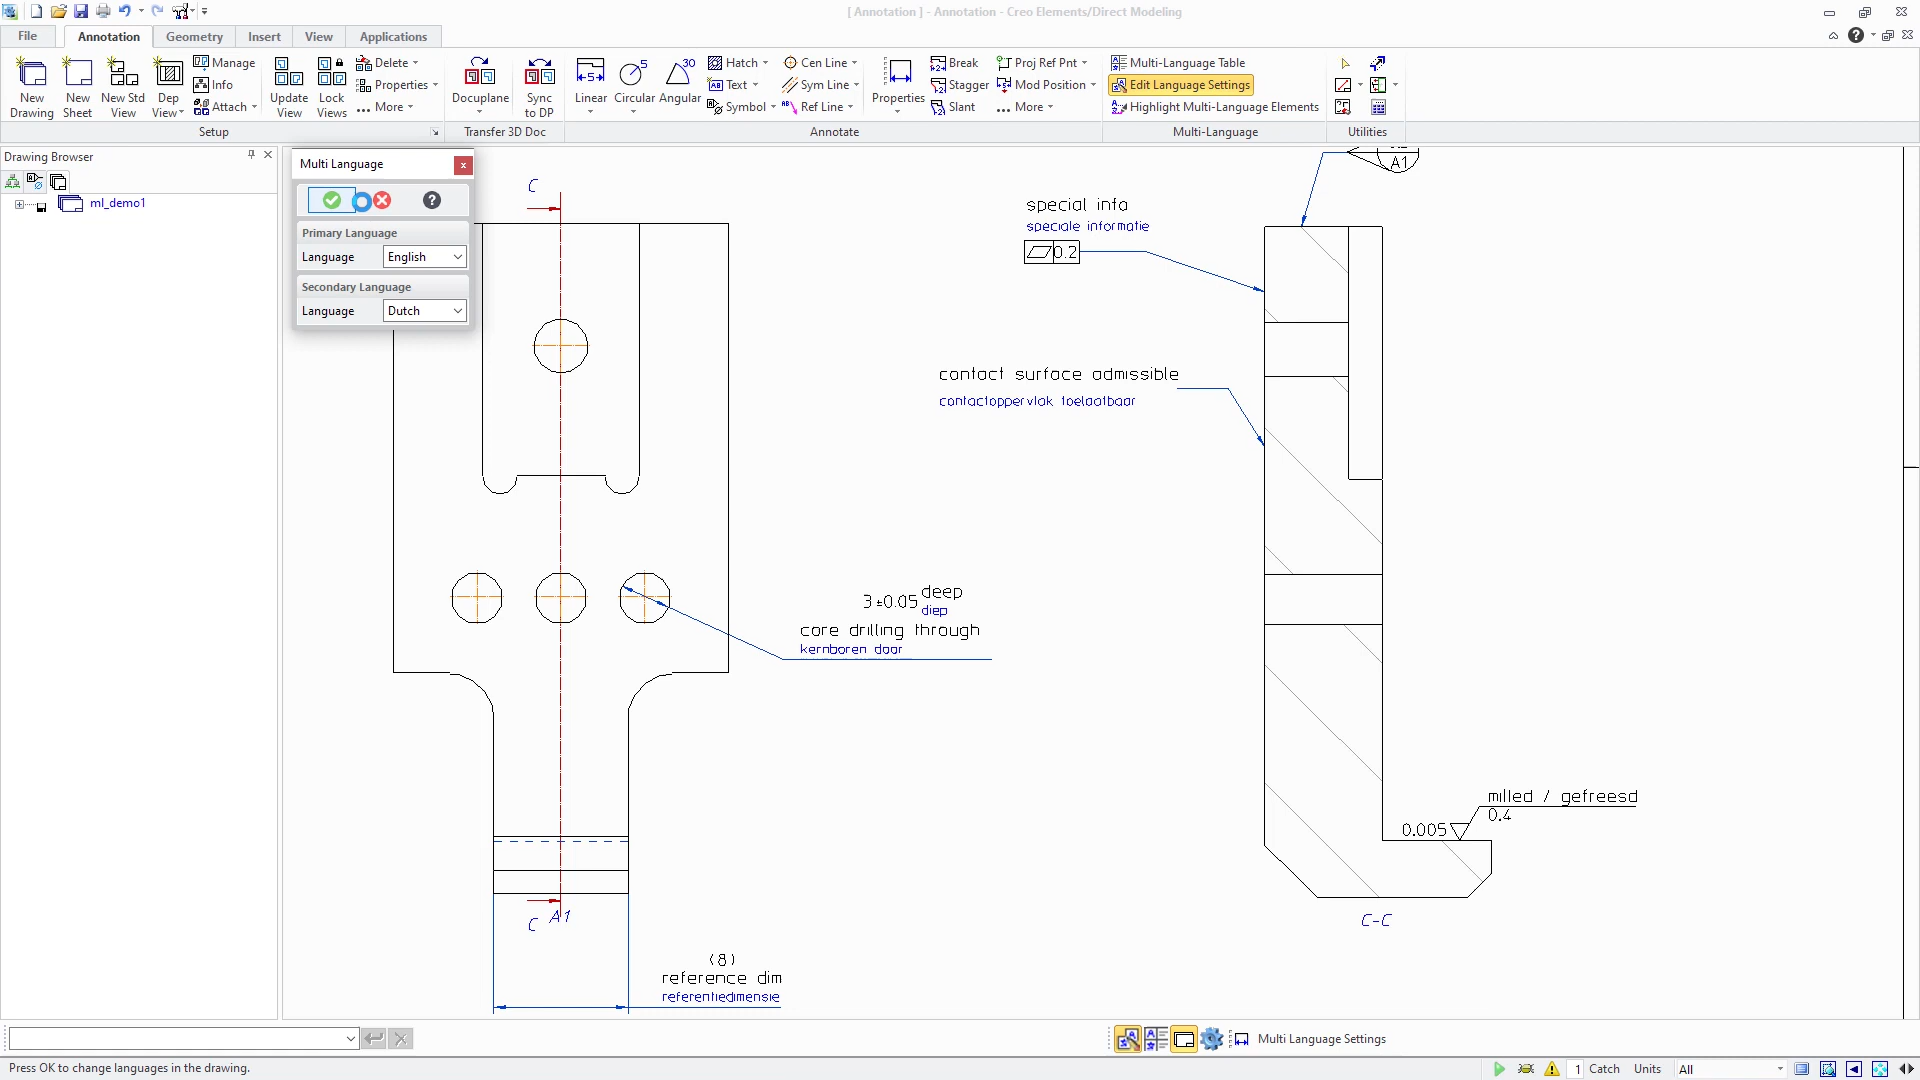 [ Annotation ] - Annotation - Creo Elements/Direct Modeling
File
Annotation
Geometry
Insert
View
Applications
New Drawing
New Sheet
New Std View
Dep View
Manage
Info
Attach
Update View
Lock Views
Delete
Properties
... More
Setup
Docuplane
Sync to DP
Transfer 3D Doc
Linear
5
Circular
30
Angular
Hatch
Text
Symbol
Cen Line
Sym Line
Ref Line
Properties
Break
Stagger
Slant
Proj Ref Pnt
Mod Position
... More
Annotate
Multi-Language Table
Edit Language Settings
Highlight Multi-Language Elements
Multi-Language
Utilities
Drawing Browser
ml_demo1
Multi Language
Primary Language
Language English
Secondary Language
Language Dutch
C
special info
speciale informatie
0.2
A1
contact surface admissible
contactoppervlak toelaatbaar
3 ±0.05 deep
diep
core drilling through
kernboren door
milled / gefreesd
0.4
0.005
C A1
C-C
(8)
reference dim
referentiedimensie
Multi Language Settings
Press OK to change languages in the drawing.
1 Catch Units All